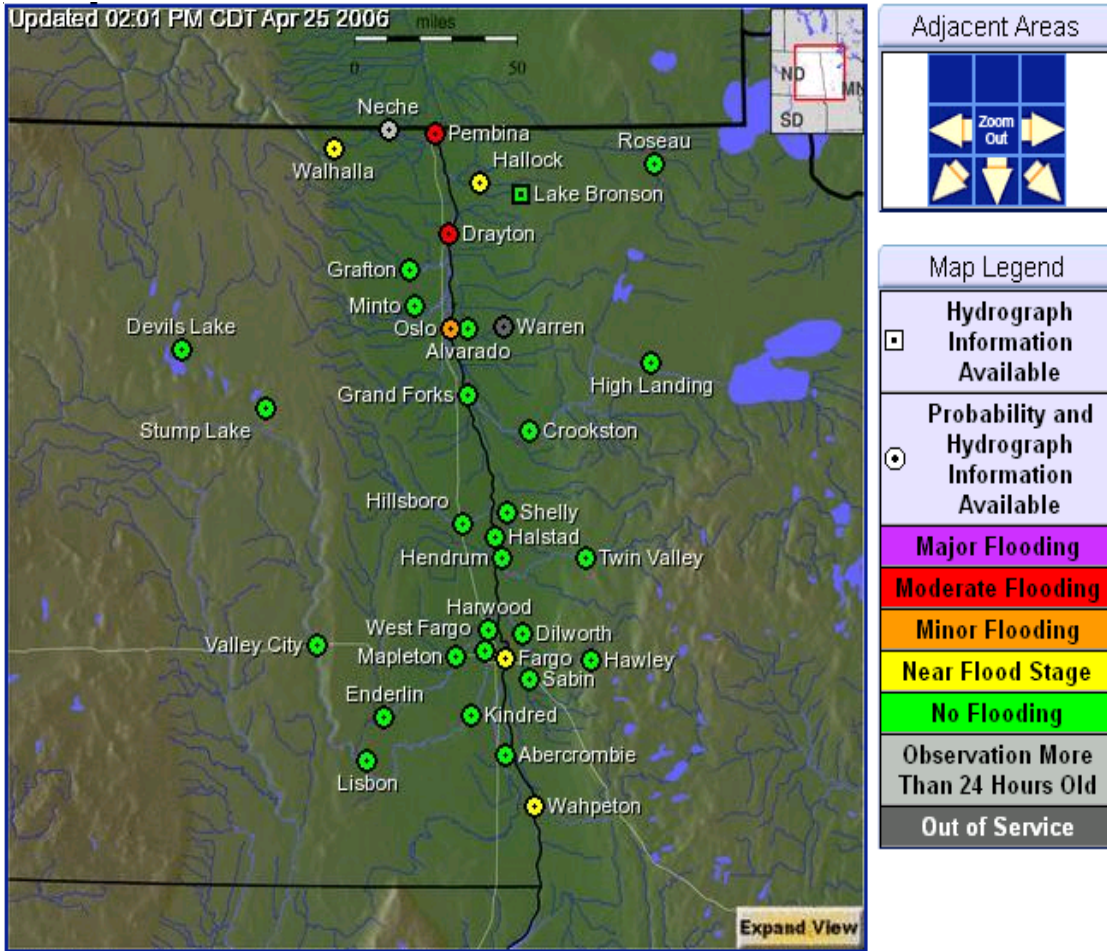 Updated 02:01 PM CDT Apr 25 2006
miles
0 50
Neche
Pembina
Walhalla
Hallock
Roseau
Lake Bronson
Drayton
Grafton
Minto
Devils Lake
Oslo
Warren
Alvarado
High Landing
Grand Forks
Stump Lake
Crookston
Hillsboro
Shelly
Halstad
Hendrum
Twin Valley
Harwood
West Fargo
Dilworth
Valley City
Mapleton
Fargo
Hawley
Sabin
Enderlin
Kindred
Abercrombie
Lisbon
Wahpeton
Expand View
ND
MN
SD
Adjacent Areas
Zoom
Out
Map Legend
Hydrograph
Information
Available
Probability and
Hydrograph
Information
Available
Major Flooding
Moderate Flooding
Minor Flooding
Near Flood Stage
No Flooding
Observation More
Than 24 Hours Old
Out of Service